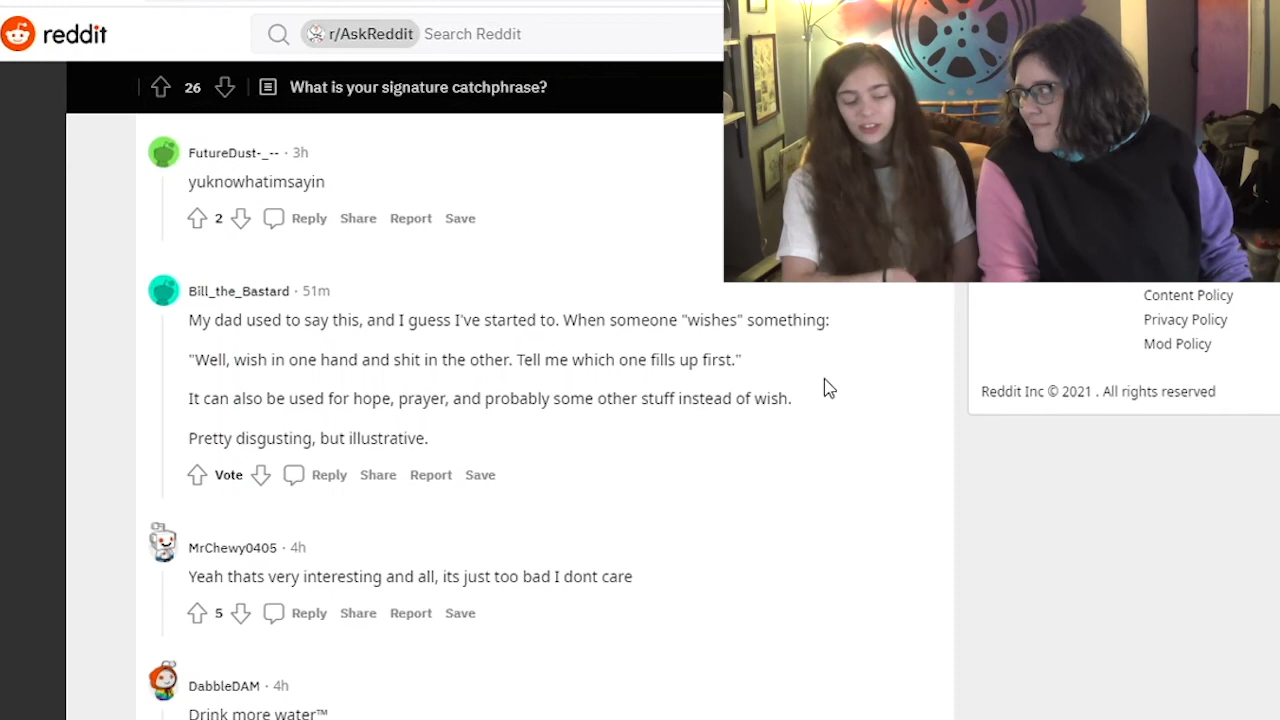 reddit
r/AskReddit Search Reddit
26 What is your signature catchphrase?
FutureDust-_-- · 3h
yuknowhatimsayin
2 Reply Share Report Save
Bill_the_Bastard · 51m
My dad used to say this, and I guess I've started to. When someone "wishes" something:
"Well, wish in one hand and shit in the other. Tell me which one fills up first."
It can also be used for hope, prayer, and probably some other stuff instead of wish.
Pretty disgusting, but illustrative.
Vote Reply Share Report Save
MrChewy0405 · 4h
Yeah thats very interesting and all, its just too bad I dont care
5 Reply Share Report Save
DabbleDAM · 4h
Drink more water™
Content Policy
Privacy Policy
Mod Policy
Reddit Inc © 2021 . All rights reserved